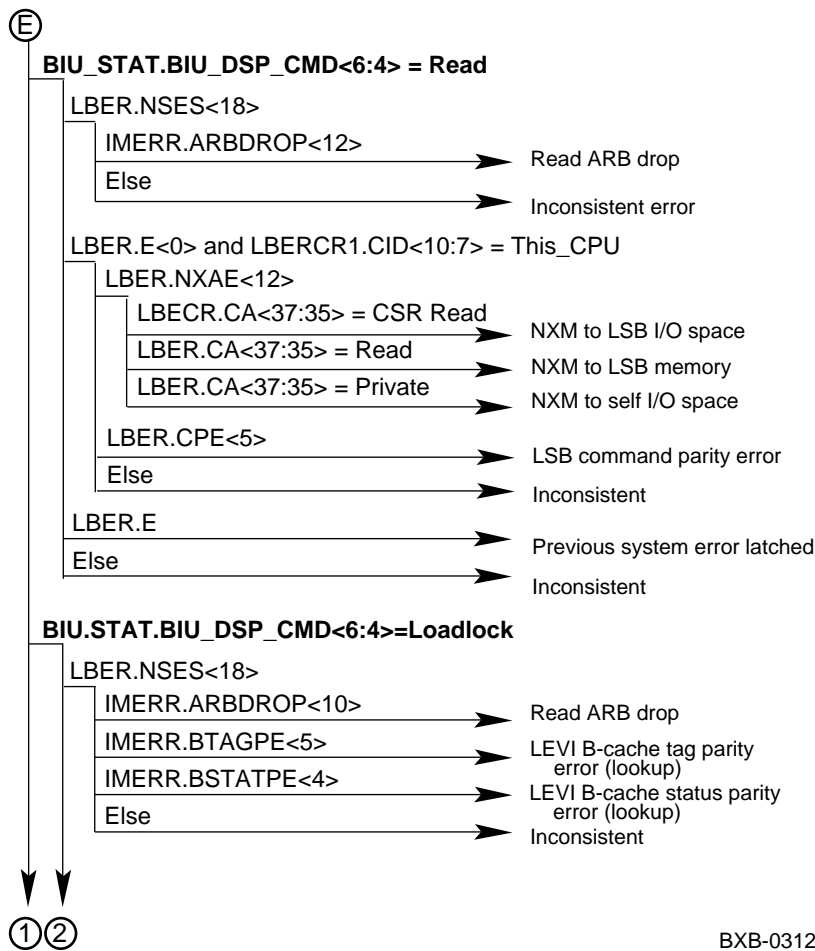 E
BIU_STAT.BIU_DSP_CMD<6:4> = Read
LBER.NSES<18>
IMERR.ARBDROP<12>
Read ARB drop
Else
Inconsistent error
LBER.E<0> and LBERCR1.CID<10:7> = This_CPU
LBER.NXAE<12>
LBECR.CA<37:35> = CSR Read
NXM to LSB I/O space
LBER.CA<37:35> = Read
NXM to LSB memory
LBER.CA<37:35> = Private
NXM to self I/O space
LBER.CPE<5>
LSB command parity error
Else
Inconsistent
LBER.E
Previous system error latched
Else
Inconsistent
BIU.STAT.BIU_DSP_CMD<6:4>=Loadlock
LBER.NSES<18>
IMERR.ARBDROP<10>
Read ARB drop
IMERR.BTAGPE<5>
LEVI B-cache tag parity
error (lookup)
IMERR.BSTATPE<4>
LEVI B-cache status parity
error (lookup)
Else
Inconsistent
1 2
BXB-0312